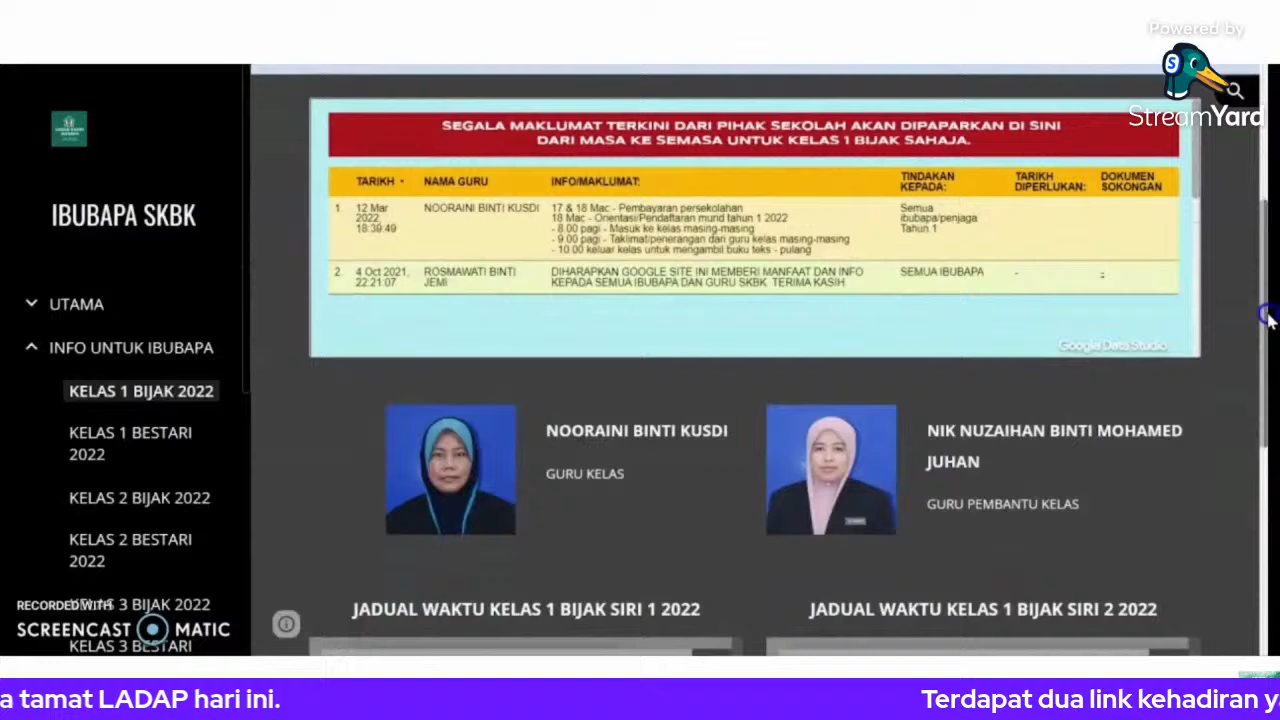 Powered by
StreamYard
SEGALA MAKLUMAT TERKINI DARI PIHAK SEKOLAH AKAN DIPAPARKAN DI SINI
DARI MASA KE SEMASA UNTUK KELAS 1 BIJAK SAHAJA.
TARIKH NAMA GURU INFO/MAKLUMAT: TINDAKAN KEPADA: TARIKH DIPERLUKAN: DOKUMEN SOKONGAN
1. 12 Mar 2022 18:39:49 NOORAINI BINTI KUSDI 17 & 18 Mac - Pembayaran persekolahan
18 Mac - Orientasi/Pendaftaran murid tahun 1 2022
- 8.00 pagi - Masuk ke kelas masing-masing
- 9.00 pagi - Taklimat/penerangan dari guru kelas masing-masing
- 10.00 keluar kelas untuk mengambil buku teks - pulang
Semua ibubapa/penjaga Tahun 1
2. 4 Oct 2021, 22:21:07 ROSMAWATI BINTI JEMI DIHARAPKAN GOOGLE SITE INI MEMBERI MANFAAT DAN INFO
KEPADA SEMUA IBUBAPA DAN GURU SKBK TERIMA KASIH
SEMUA IBUBAPA - -
Google Data Studio
IBUBAPA SKBK
UTAMA
INFO UNTUK IBUBAPA
KELAS 1 BIJAK 2022
KELAS 1 BESTARI
2022
KELAS 2 BIJAK 2022
KELAS 2 BESTARI
2022
KELAS 3 BIJAK 2022
KELAS 3 BESTARI
RECORDED WITH
SCREENCAST MATIC
NOORAINI BINTI KUSDI
GURU KELAS
NIK NUZAIHAN BINTI MOHAMED
JUHAN
GURU PEMBANTU KELAS
JADUAL WAKTU KELAS 1 BIJAK SIRI 1 2022
JADUAL WAKTU KELAS 1 BIJAK SIRI 2 2022
a tamat LADAP hari ini.
Terdapat dua link kehadiran y